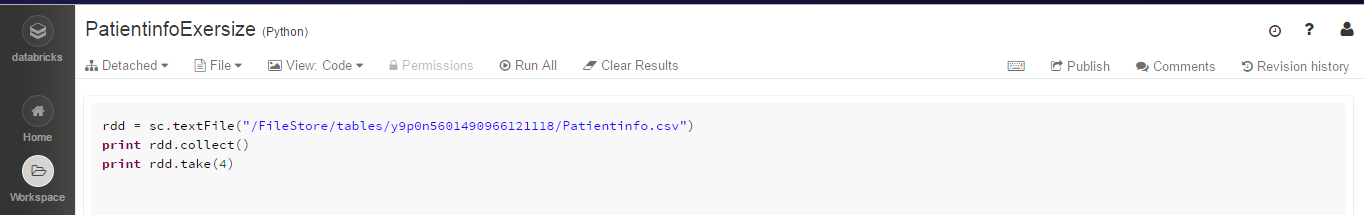 PatientinfoExersize (Python)
databricks
Detached File View: Code Permissions Run All Clear Results Publish Comments Revision history
rdd = sc.textFile("/FileStore/tables/y9p0n5601490966121118/Patientinfo.csv")
print rdd.collect()
print rdd.take(4)
Home
Workspace